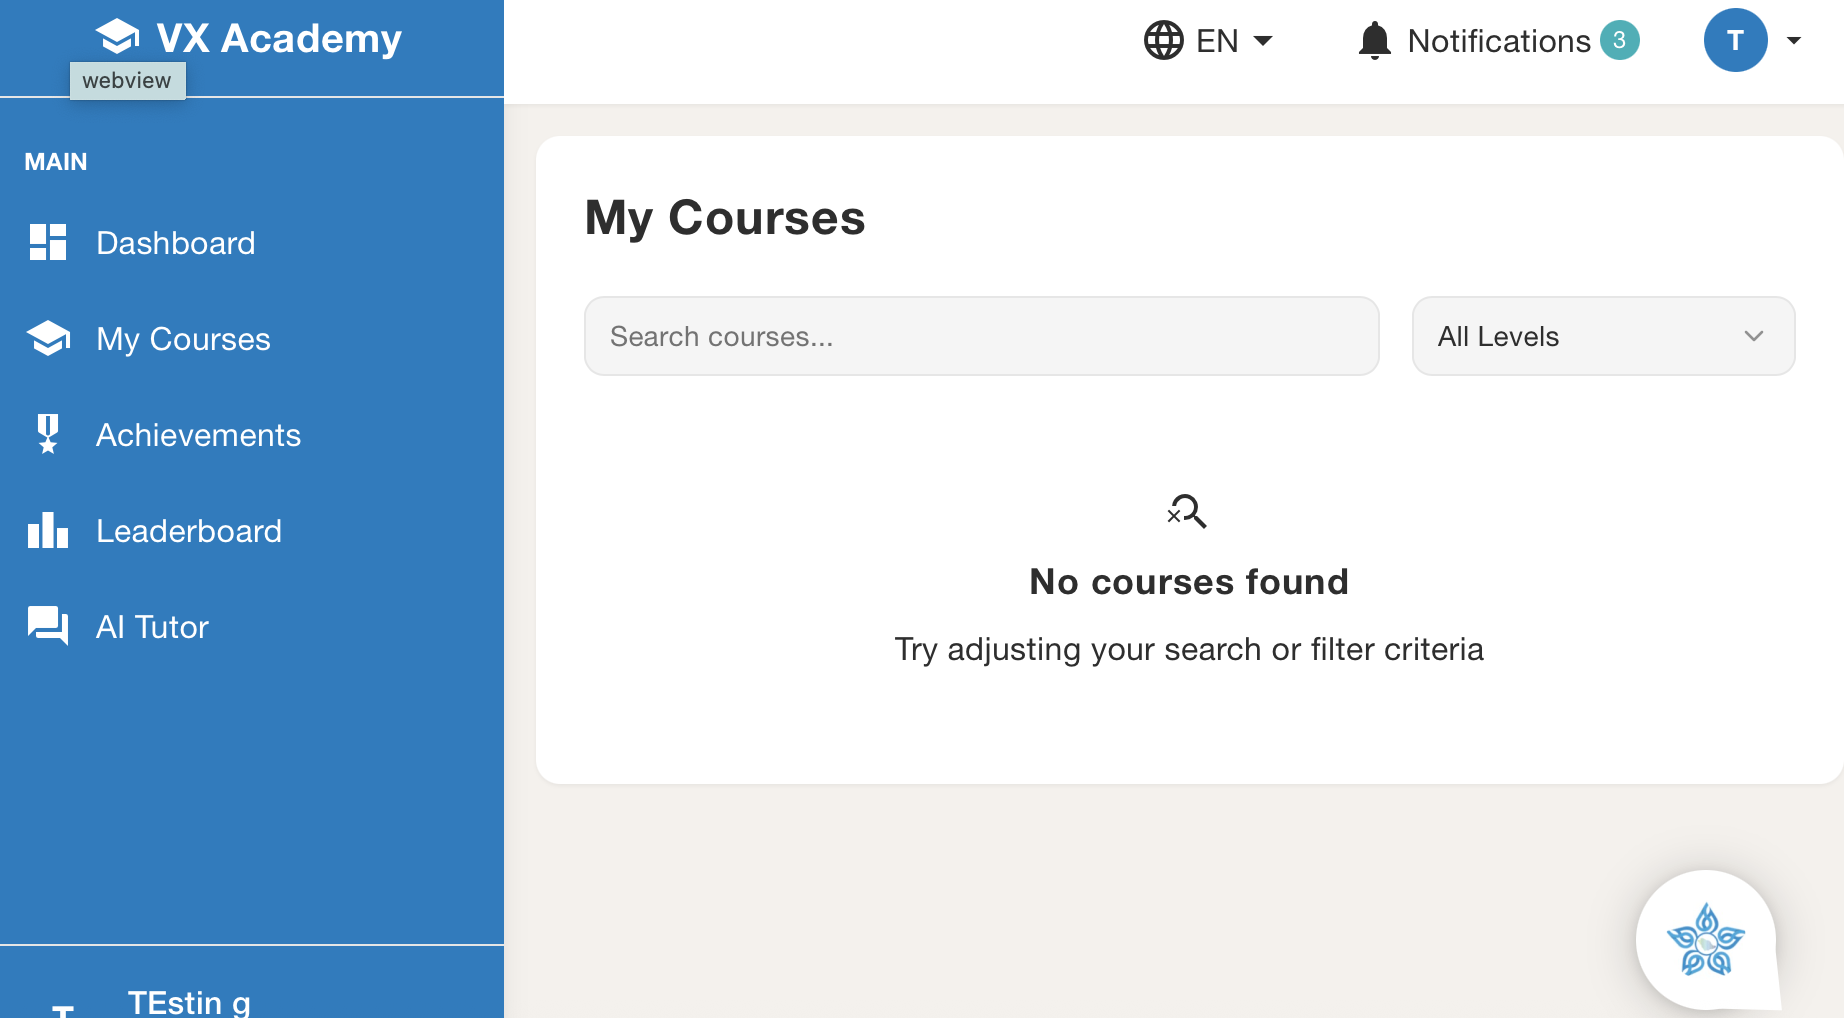 VX Academy
webview
EN
Notifications 3
T
MAIN
Dashboard
My Courses
Achievements
Leaderboard
AI Tutor
TEstin g
T
My Courses
Search courses...
All Levels
No courses found
Try adjusting your search or filter criteria